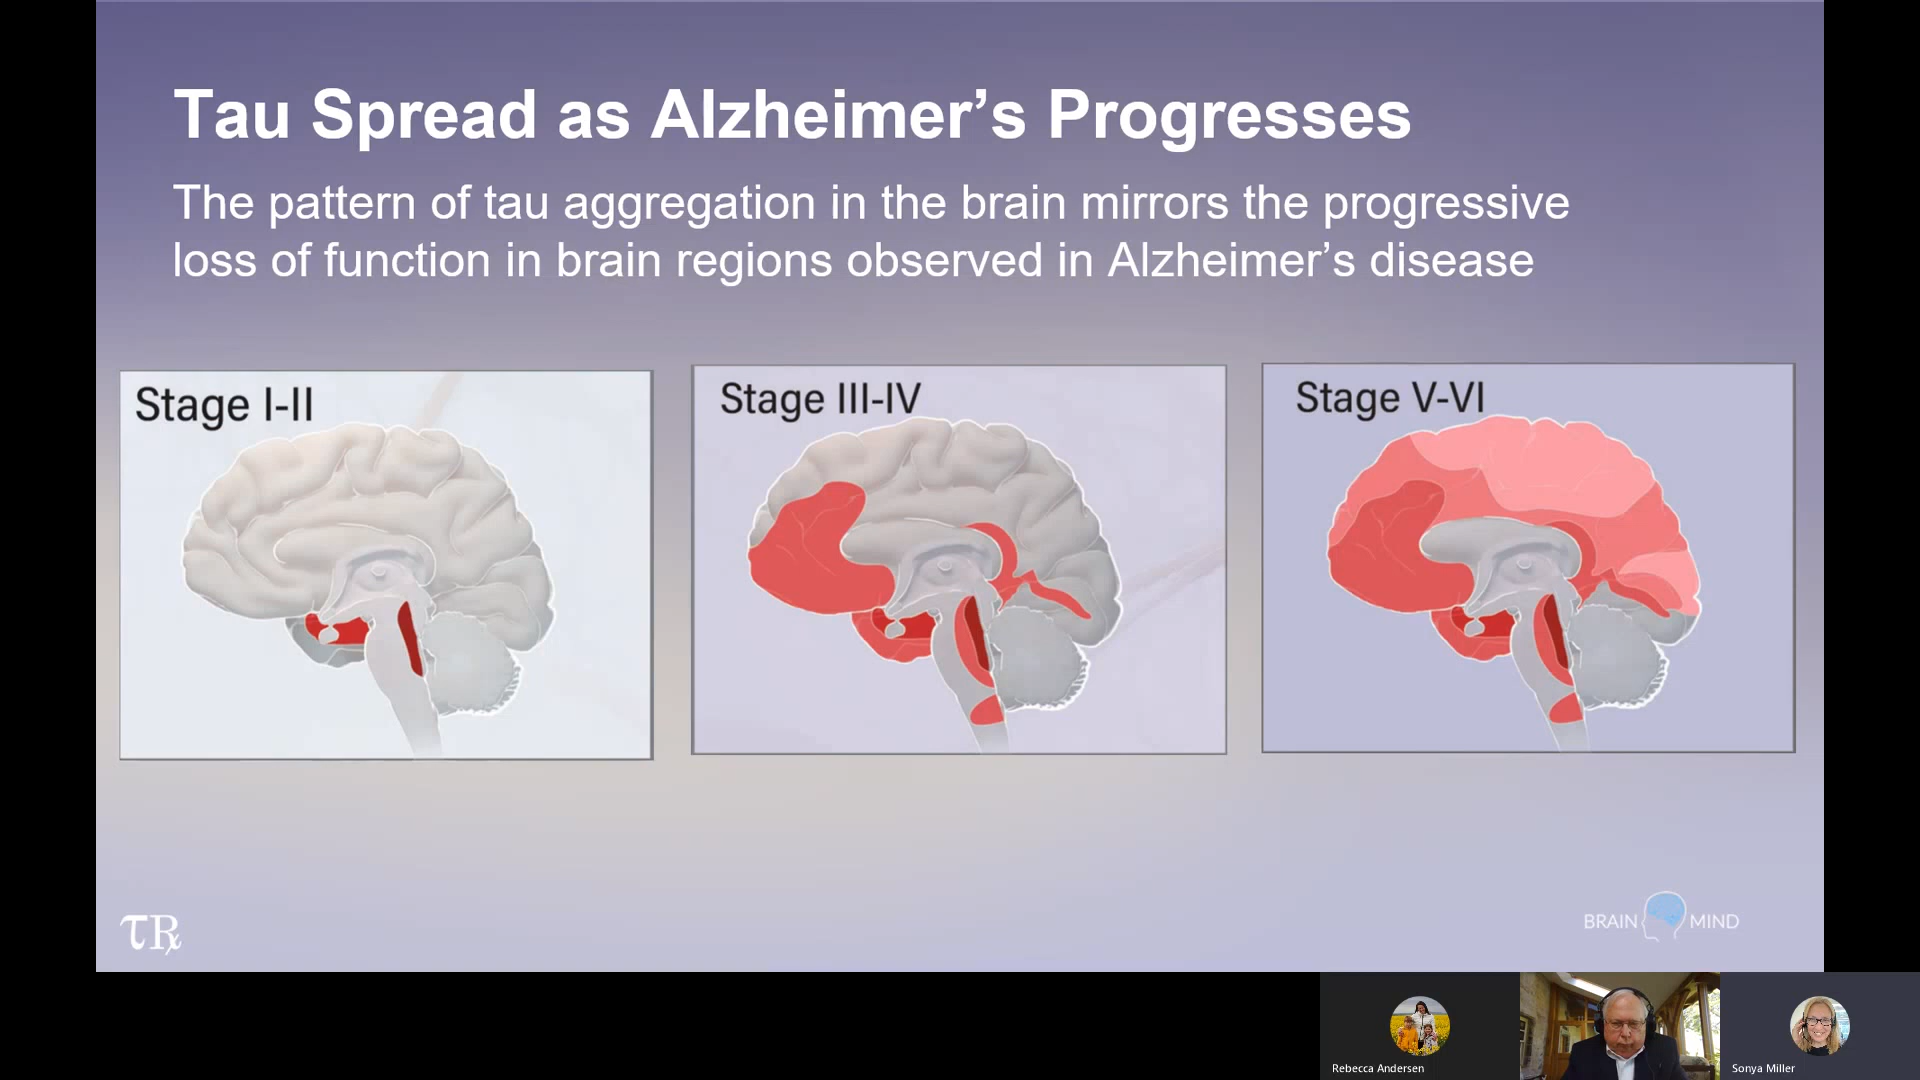 Tau Spread as Alzheimer’s Progresses
The pattern of tau aggregation in the brain mirrors the progressive
loss of function in brain regions observed in Alzheimer’s disease
Stage I-II
Stage III-IV
Stage V-VI
τRx
BRAIN MIND
Rebecca Andersen
Sonya Miller